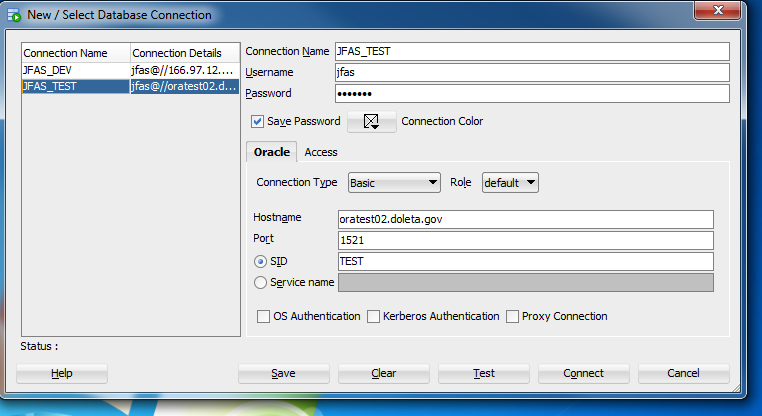 New / Select Database Connection
Connection Name Connection Details
JFAS_DEV jfas@//166.97.12....
JFAS_TEST jfas@//oratest02.d...
Connection Name JFAS_TEST
Username jfas
Password •••••••
Save Password Connection Color
Oracle Access
Connection Type Basic Role default
Hostname oratest02.doleta.gov
Port 1521
SID TEST
Service name
OS Authentication Kerberos Authentication Proxy Connection
Status :
Help Save Clear Test Connect Cancel